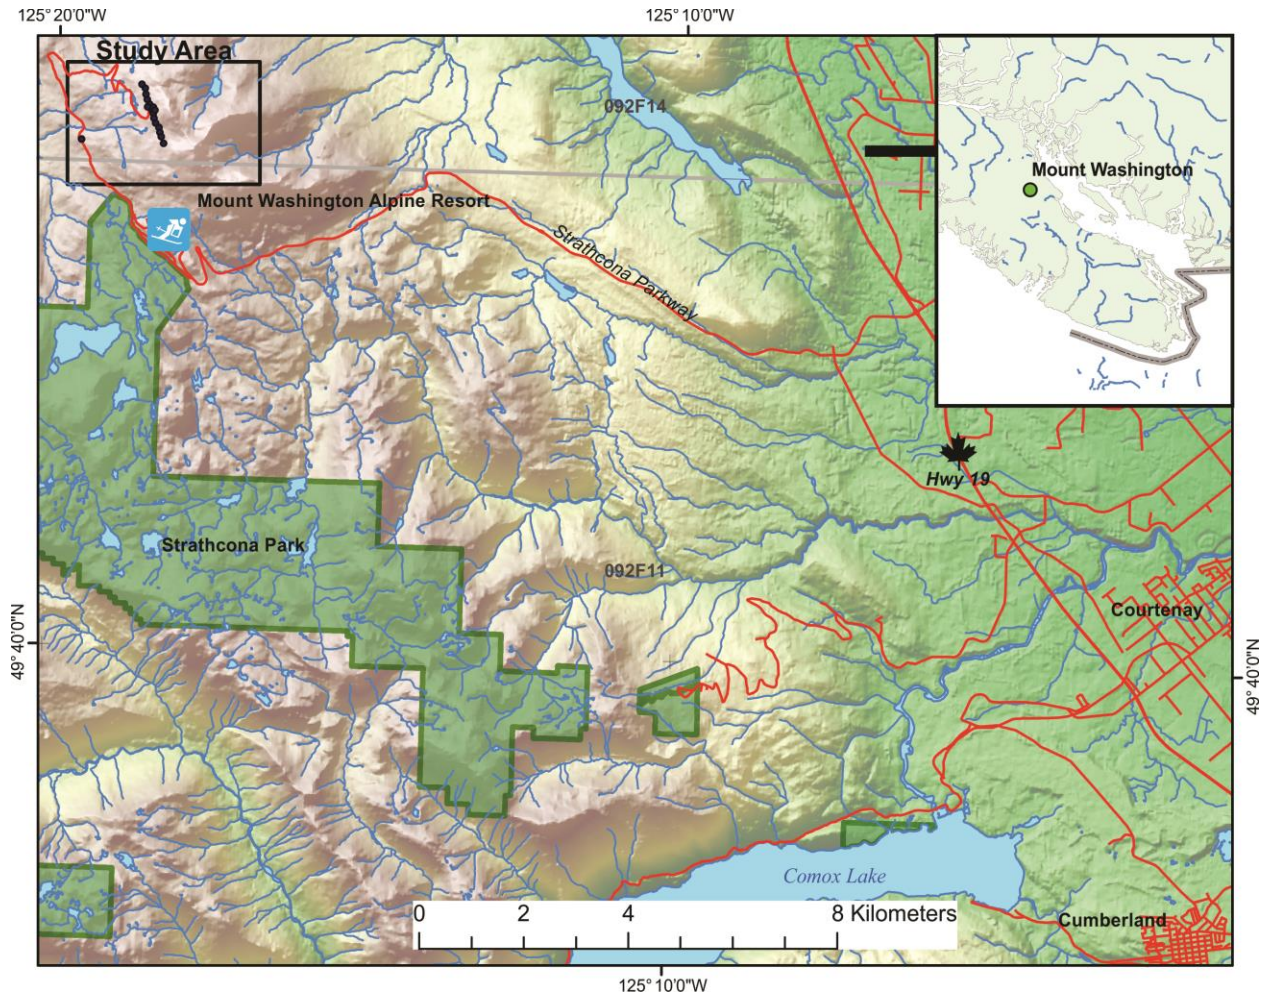 125°20'0"W
125°10'0"W
Study Area
092F14
Mount Washington
Mount Washington Alpine Resort
Strathcona Parkway
Hwy 19
Strathcona Park
092F11
Courtenay
49°40'0"N
49°40'0"N
Comox Lake
0 2 4 8 Kilometers
Cumberland
125°10'0"W